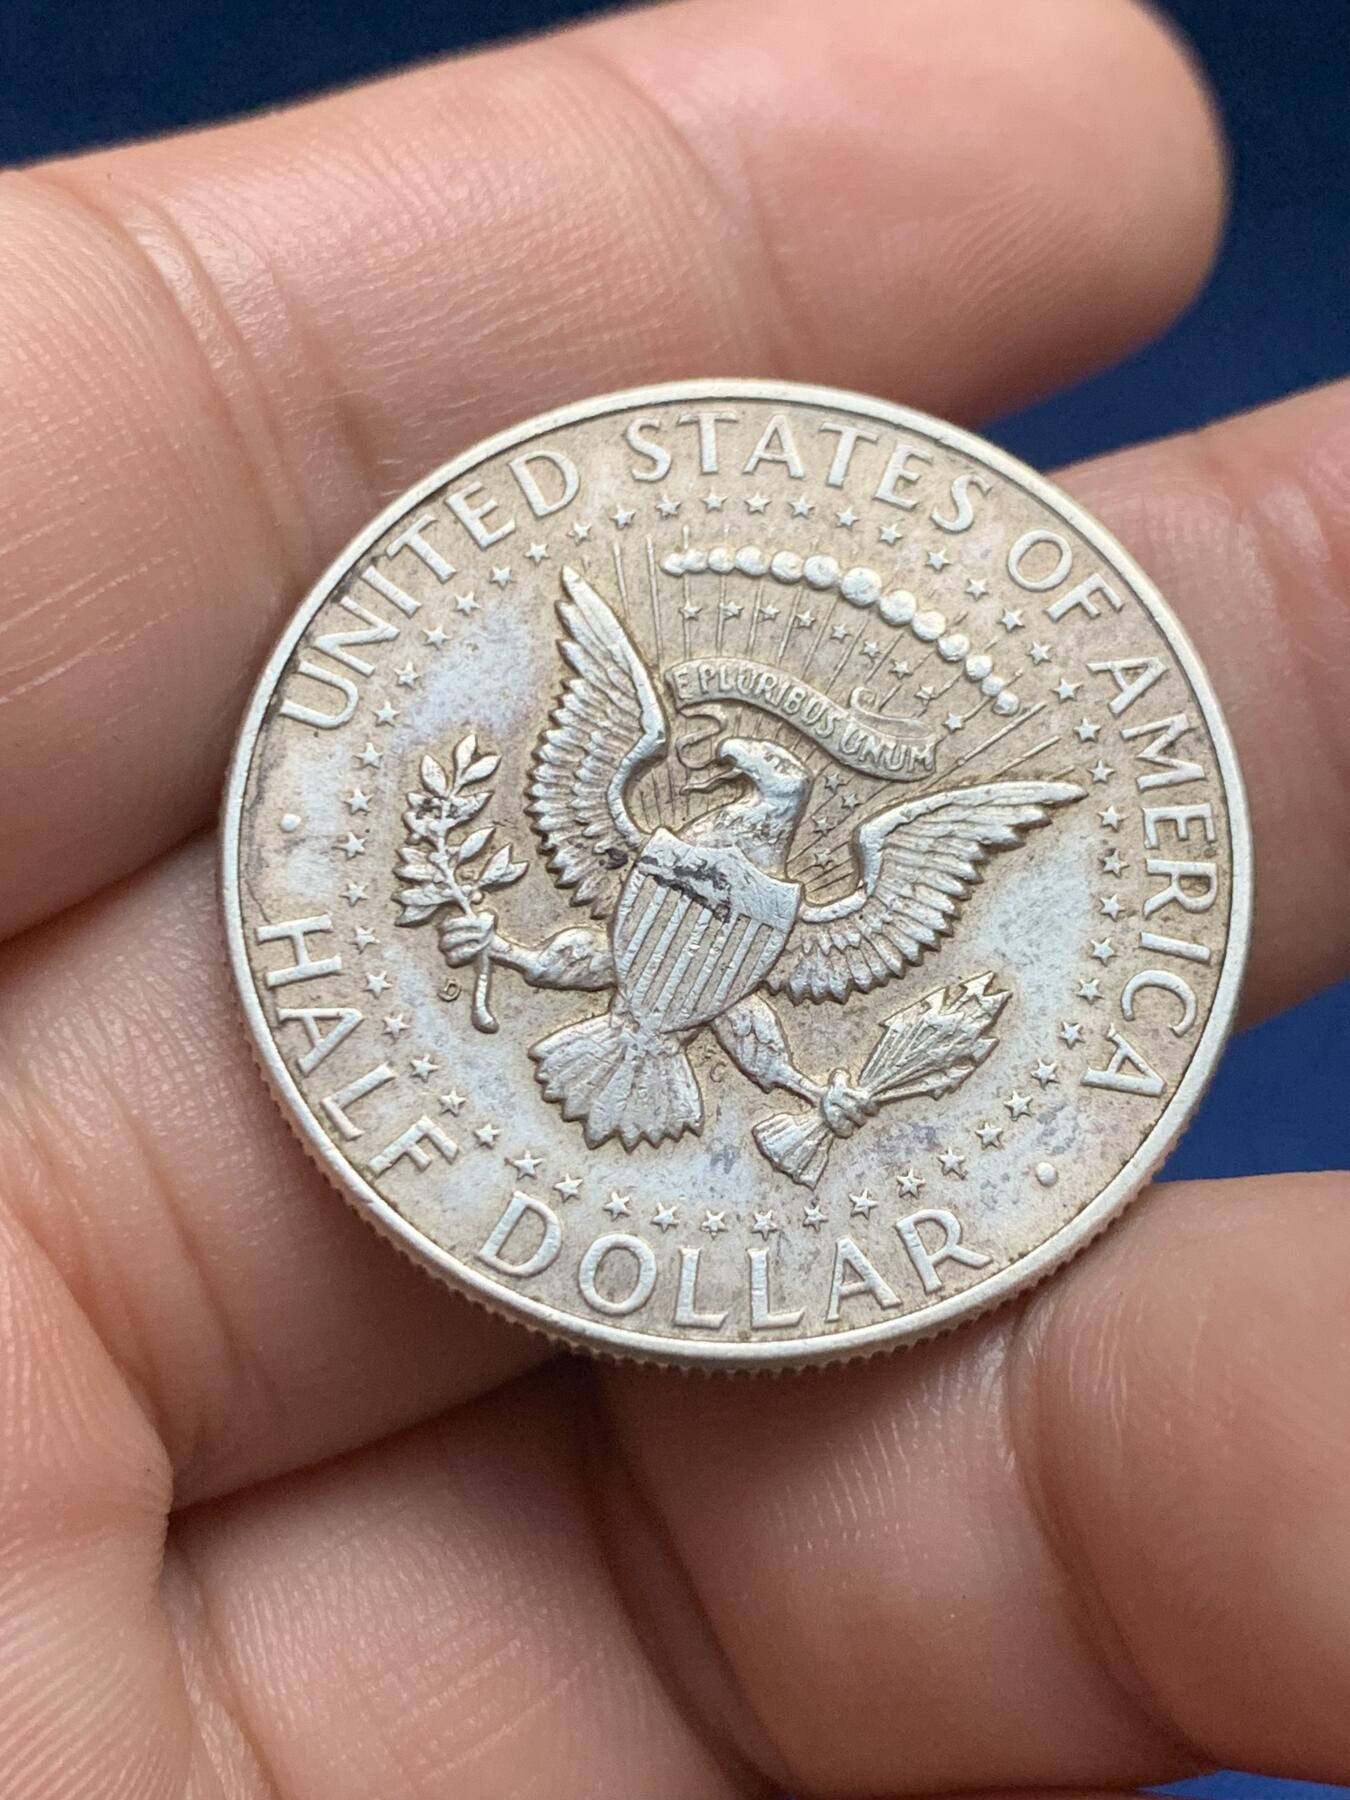 UNITED STATES OF AMERICA
E PLURIBUS UNUM
D
HALF DOLLAR